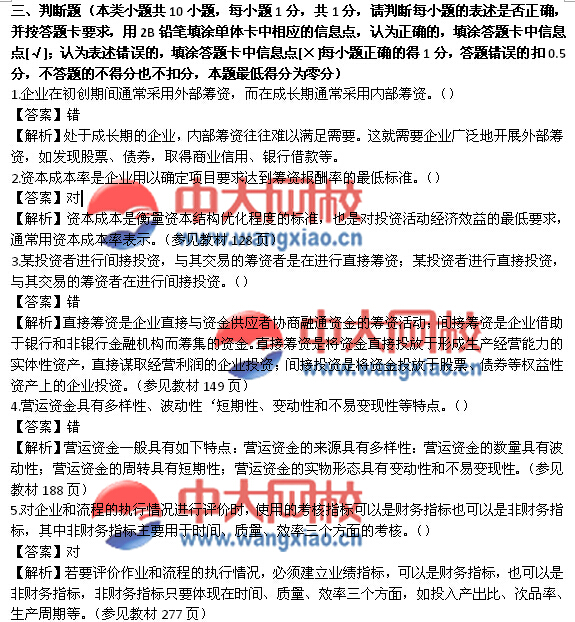 三、判断题（本类小题共 10 小题，每小题 1 分，共 1 分，请判断每小题的表述是否正确，
并按答题卡要求，用 2B 铅笔填涂单体卡中相应的信息点，认为正确的，填涂答题卡中信息
点[√]；认为表述错误的，填涂答题卡中信息点[×]每小题正确的得 1 分，答题错误的扣 0.5
分，不答题的不得分也不扣分，本题最低得分为零分）
1.企业在初创期间通常采用外部筹资，而在成长期通常采用内部筹资。()
【答案】错
【解析】处于成长期的企业，内部筹资往往难以满足需要。这就需要企业广泛地开展外部筹
资，如发现股票、债券，取得商业信用、银行借款等。
2.资本成本率是企业用以确定项目要求达到筹资报酬率的最低标准。()
【答案】对
【解析】资本成本是衡量资本结构优化程度的标准，也是对投资活动经济效益的最低要求，
通常用资本成本率表示。（参见教材 128 页）
3.某投资者进行间接投资，与其交易的筹资者是在进行直接筹资；某投资者进行直接投资，
与其交易的筹资者在进行间接投资。()
【答案】错
【解析】直接筹资是企业直接与资金供应者协商融通资金的筹资活动；间接筹资是企业借助
于银行和非银行金融机构而筹集的资金。直接筹资是将资金直接投放于形成生产经营能力的
实体性资产，直接谋取经营利润的企业投资；间接投资是将资金投放于股票、债券等权益性
资产上的企业投资。（参见教材 149 页）
4.营运资金具有多样性、波动性‘短期性、变动性和不易变现性等特点。()
【答案】错
【解析】营运资金一般具有如下特点：营运资金的来源具有多样性：营运资金的数量具有波
动性；营运资金的周转具有短期性；营运资金的实物形态具有变动性和不易变现性。（参见
教材 188 页）
5.对企业和流程的执行情况进行评价时，使用的考核指标可以是财务指标也可以是非财务指
标，其中非财务指标主要用于时间、质量、效率三个方面的考核。()
【答案】对
【解析】若要评价作业和流程的执行情况，必须建立业绩指标，可以是财务指标，也可以是
非财务指标，非财务指标只要体现在时间、质量、效率三个方面，如投入产出比、次品率、
生产周期等。（参见教材 277 页）
中大网校
www.wangxiao.cn
中大网校
www.wangxiao.cn
中大网校
www.wangxiao.cn